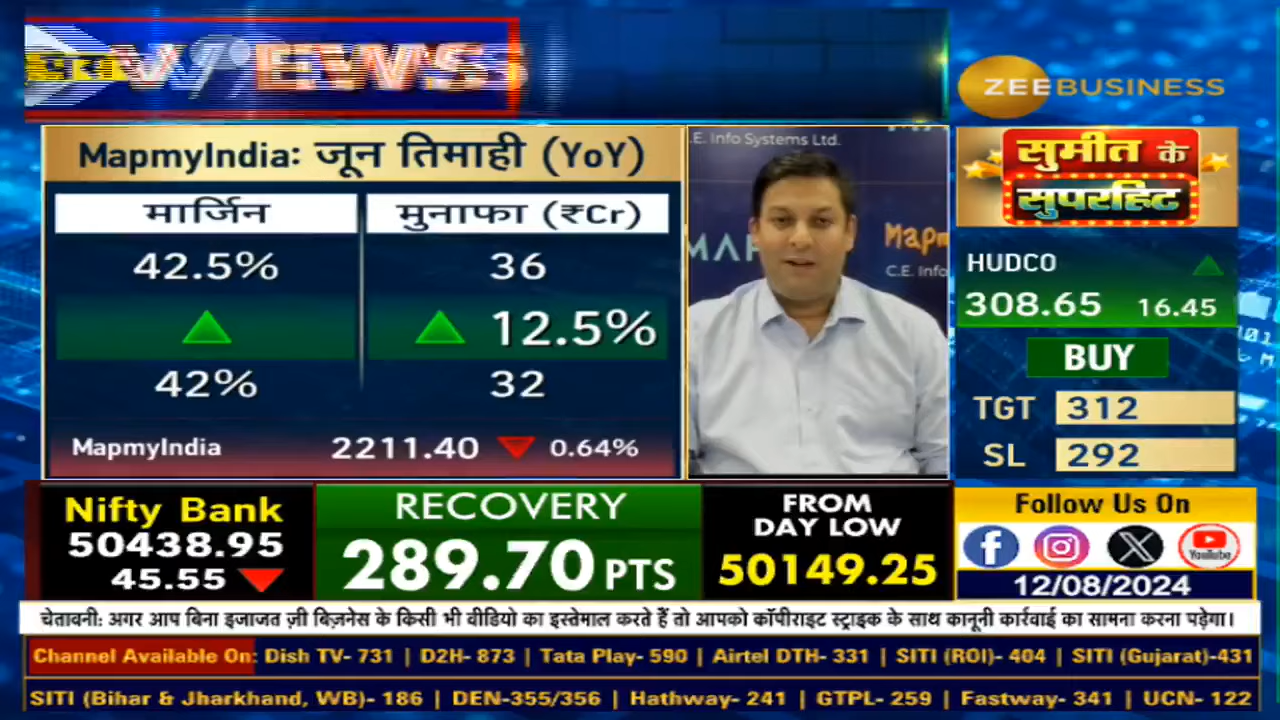 ZEE BUSINESS
MapmyIndia: जून तिमाही (YoY)
मार्जिन मुनाफा (₹Cr)
42.5% 36
12.5%
42% 32
MapmyIndia 2211.40 0.64%
.E. Info Systems Ltd.
MAP
Mapm
C.E. Info
सुमीत के
सुपरहिट
HUDCO
308.65 16.45
BUY
TGT 312
SL 292
Nifty Bank
50438.95
45.55
RECOVERY
289.70 PTS
FROM
DAY LOW
50149.25
Follow Us On
YouTube
12/08/2024
चेतावनी: अगर आप बिना इजाजत ज़ी बिज़नेस के किसी भी वीडियो का इस्तेमाल करते हैं तो आपको कॉपीराइट स्ट्राइक के साथ कानूनी कार्रवाई का सामना करना पड़ेगा।
Channel Available On: Dish TV- 731 | D2H- 873 | Tata Play- 590 | Airtel DTH- 331 | SITI (ROI)- 404 | SITI (Gujarat)-431
SITI (Bihar & Jharkhand, WB)- 186 | DEN-355/356 | Hathway- 241 | GTPL- 259 | Fastway- 341 | UCN- 122